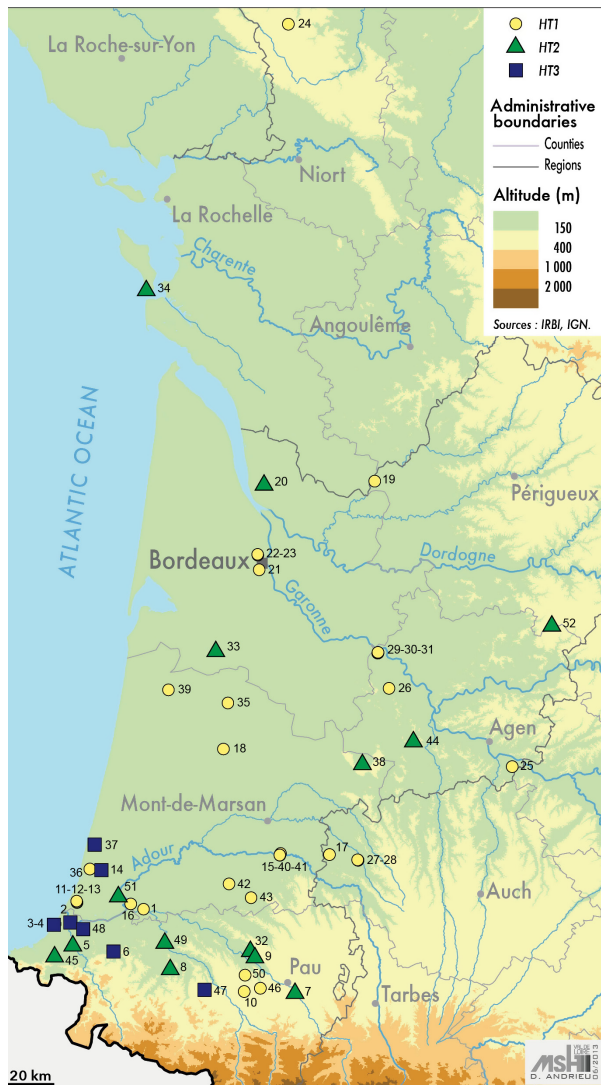 24
HT1
La Roche-sur-Yon
HT2
HT3
Administrative
boundaries
Counties
Regions
Niort
Altitude (m)
La Rochelle
150
400
1 000
2 000
Charente
34
Angoulême
Sources : IRBI, IGN.
ATLANTIC OCEAN
20
19
Périgueux
22-23
Bordeaux
21
Dordogne
Garonne
52
33
29-30-31
39
26
35
44
Agen
18
38
25
Mont-de-Marsan
37
Adour
36
14
15-40-41
17
27-28
11-12-13
51
42
43
Auch
2
16
1
3-4
48
5
49
32
45
6
8
9
50
Pau
47
10
46
7
Tarbes
20 km
MSH
VAL DE
LOIRE
D. ANDRIEU
06/2013